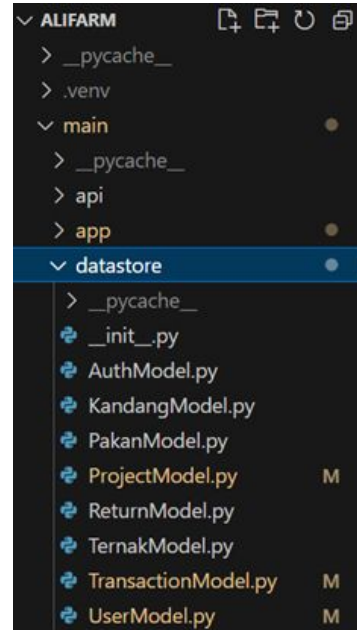 ALIFARM
__pycache__
.venv
main
__pycache__
api
app
datastore
__pycache__
__init__.py
AuthModel.py
KandangModel.py
PakanModel.py
ProjectModel.py M
ReturnModel.py
TernakModel.py
TransactionModel.py M
UserModel.py M